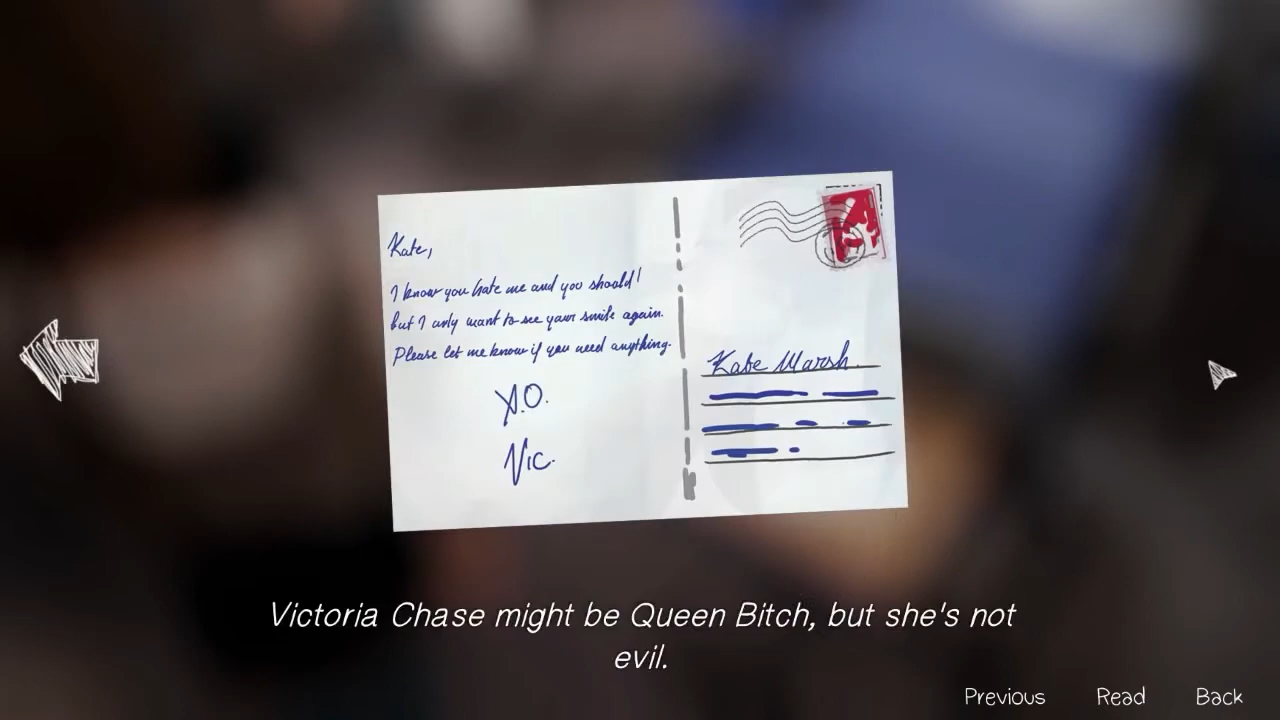 Kate,
I know you hate me and you should!
but I only want to see your smile again.
Please let me know if you need anything.
X.O.
Vic.
Kate Marsh
Victoria Chase might be Queen Bitch, but she's not
evil.
Previous Read Back